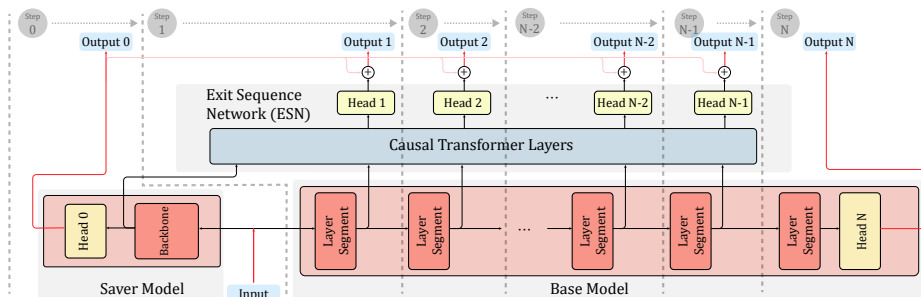 Step 0
Step 1
Step 2
Step N-2
Step N-1
Step N
Output 0
Output 1
Output 2
Output N-2
Output N-1
Output N
Exit Sequence
Network (ESN)
Head 1
Head 2
...
Head N-2
Head N-1
Causal Transformer Layers
Head 0
Backbone
Layer
Segment
Layer
Segment
...
Layer
Segment
Layer
Segment
Layer
Segment
Head N
Saver Model
Input
Base Model